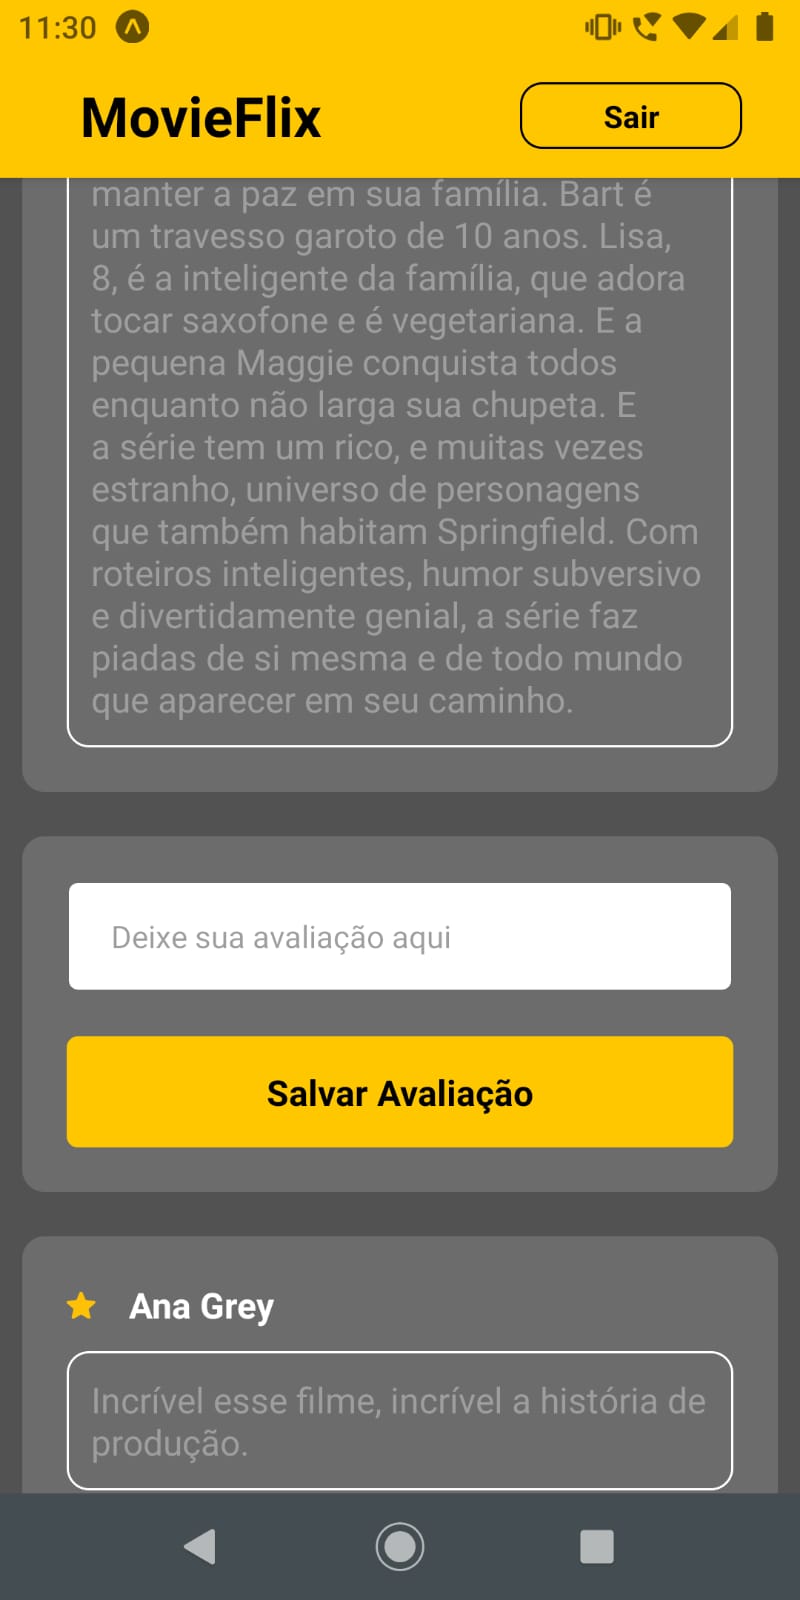 11:30
MovieFlix
Sair
manter a paz em sua família. Bart é
um travesso garoto de 10 anos. Lisa,
8, é a inteligente da família, que adora
tocar saxofone e é vegetariana. E a
pequena Maggie conquista todos
enquanto não larga sua chupeta. E
a série tem um rico, e muitas vezes
estranho, universo de personagens
que também habitam Springfield. Com
roteiros inteligentes, humor subversivo
e divertidamente genial, a série faz
piadas de si mesma e de todo mundo
que aparecer em seu caminho.
Deixe sua avaliação aqui
Salvar Avaliação
Ana Grey
Incrível esse filme, incrível a história de
produção.